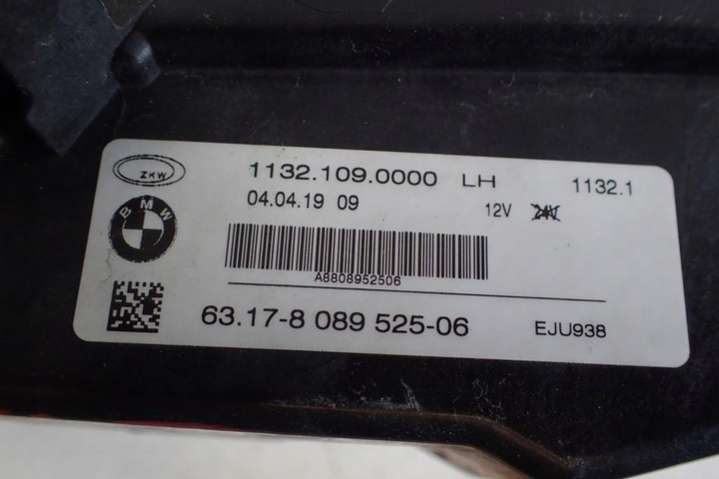 ZKW
1132.109.0000 LH 1132.1
04.04.19 09
12V 24V
BMW
A8808952506
63.17-8 089 525-06 EJU938